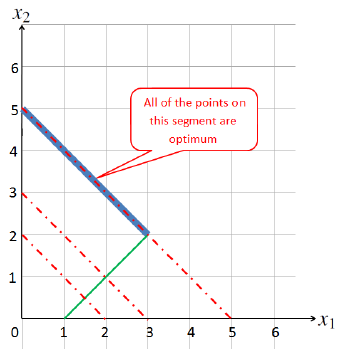 x2
6
5
4
3
2
1
0
1
2
3
4
5
6
x1
All of the points on
this segment are
optimum